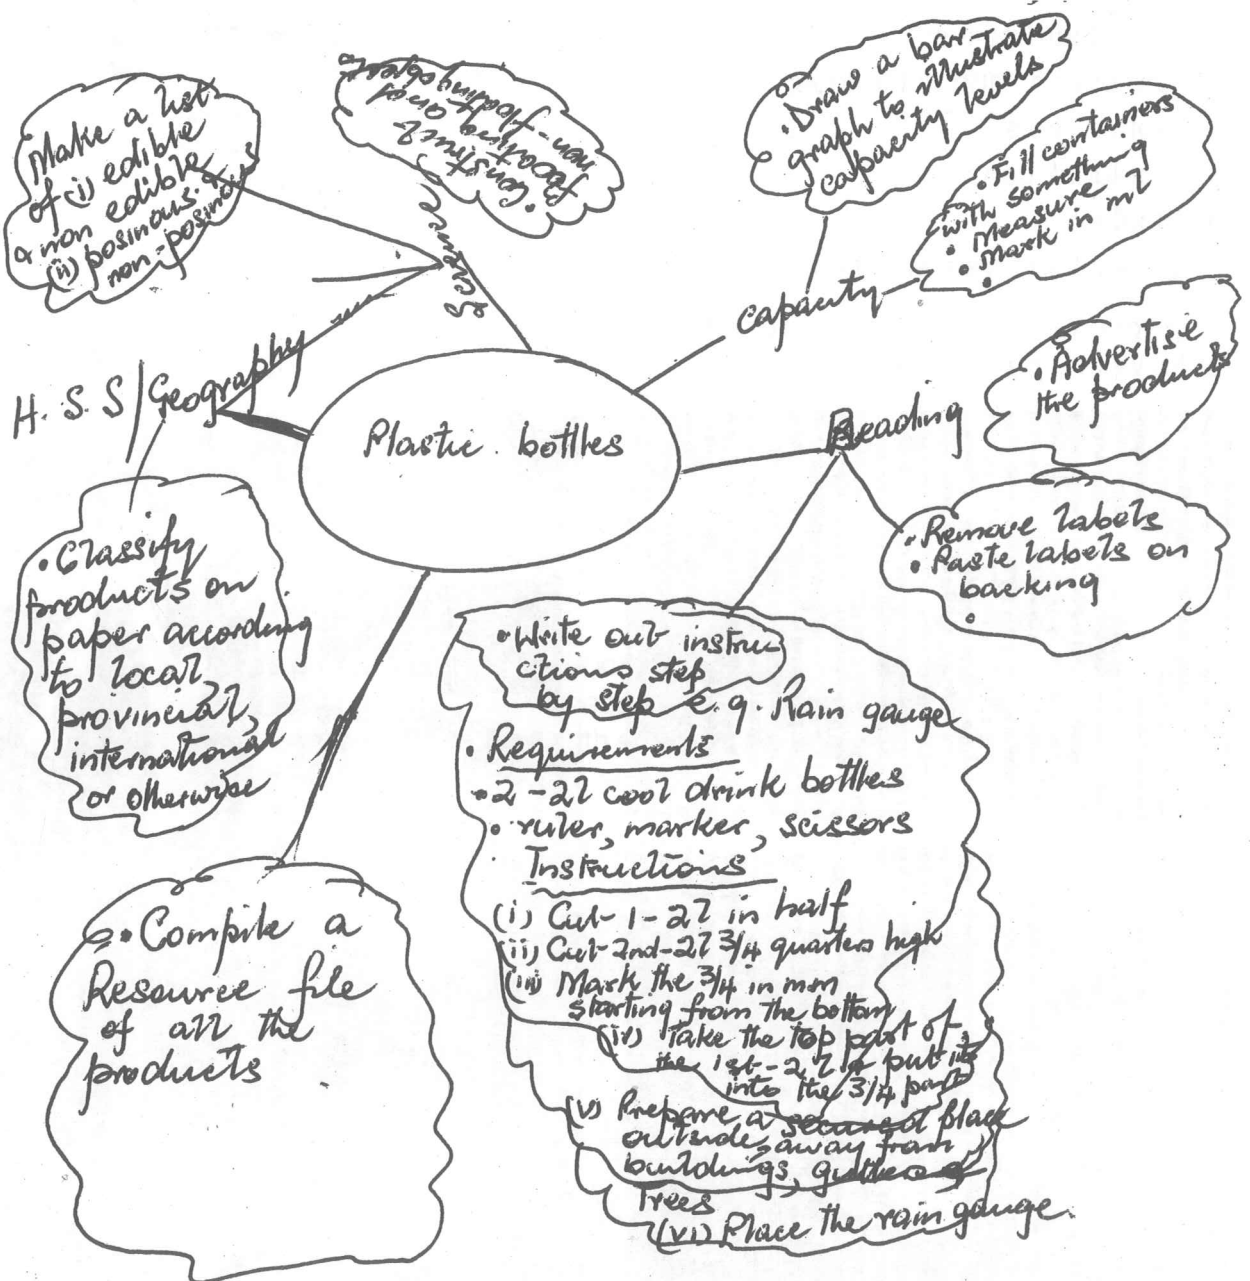 Make a list
of (i) edible
& non edible
(ii) posinous &
non-posinous
• Construct
floating and
non-floating objects
Science
• Draw a bar
graph to illustrate
capacity levels
• Fill containers
with something
• Measure
• Mark in ml
capacity
H.S.S/Geography
Plastic bottles
Reading
• Advertise
the products
• Remove labels
• Paste labels on
backing
• Classify
products on
paper according
to local,
provincial,
international
or otherwise
• Compile a
Resource file
of all the
products
• Write out instru
ctions step
by step e.g. Rain gauge
• Requirements
• 2-2l cool drink bottles
• ruler, marker, scissors
Instructions
(i) Cut 1-2l in half
(ii) Cut 2nd-2l 3/4 quarters high
(iii) Mark the 3/4 in mm
starting from the bottom
(iv) Take the top part of
the 1st-2l & put it
into the 3/4 part
(v) Prepare a secured place
outside, away from
buildings, gutters &
Trees
(vi) Place the rain gauge.